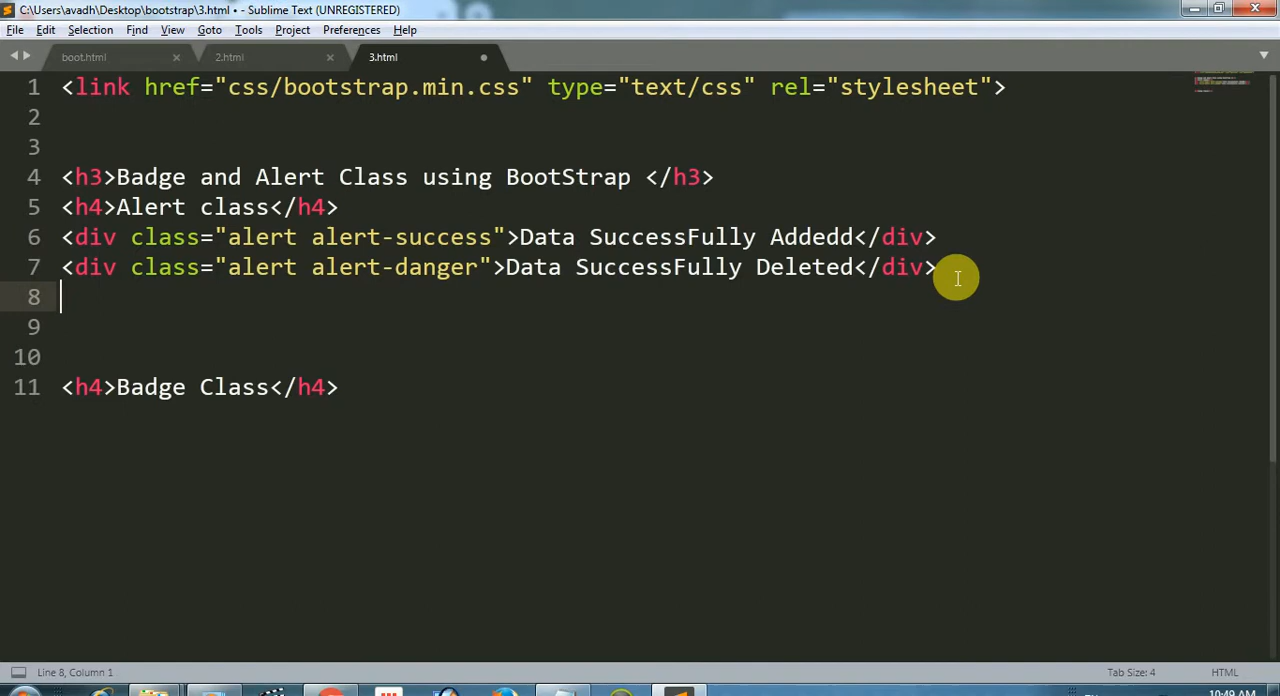 C:\Users\avadh\Desktop\bootstrap\3.html • - Sublime Text (UNREGISTERED)
File Edit Selection Find View Goto Tools Project Preferences Help
boot.html 2.html 3.html
1 <link href="css/bootstrap.min.css" type="text/css" rel="stylesheet">
2
3
4 <h3>Badge and Alert Class using BootStrap </h3>
5 <h4>Alert class</h4>
6 <div class="alert alert-success">Data SuccessFully Addedd</div>
7 <div class="alert alert-danger">Data SuccessFully Deleted</div>
8
9
10
11 <h4>Badge Class</h4>
Line 8, Column 1 Tab Size: 4 HTML
10:49 AM